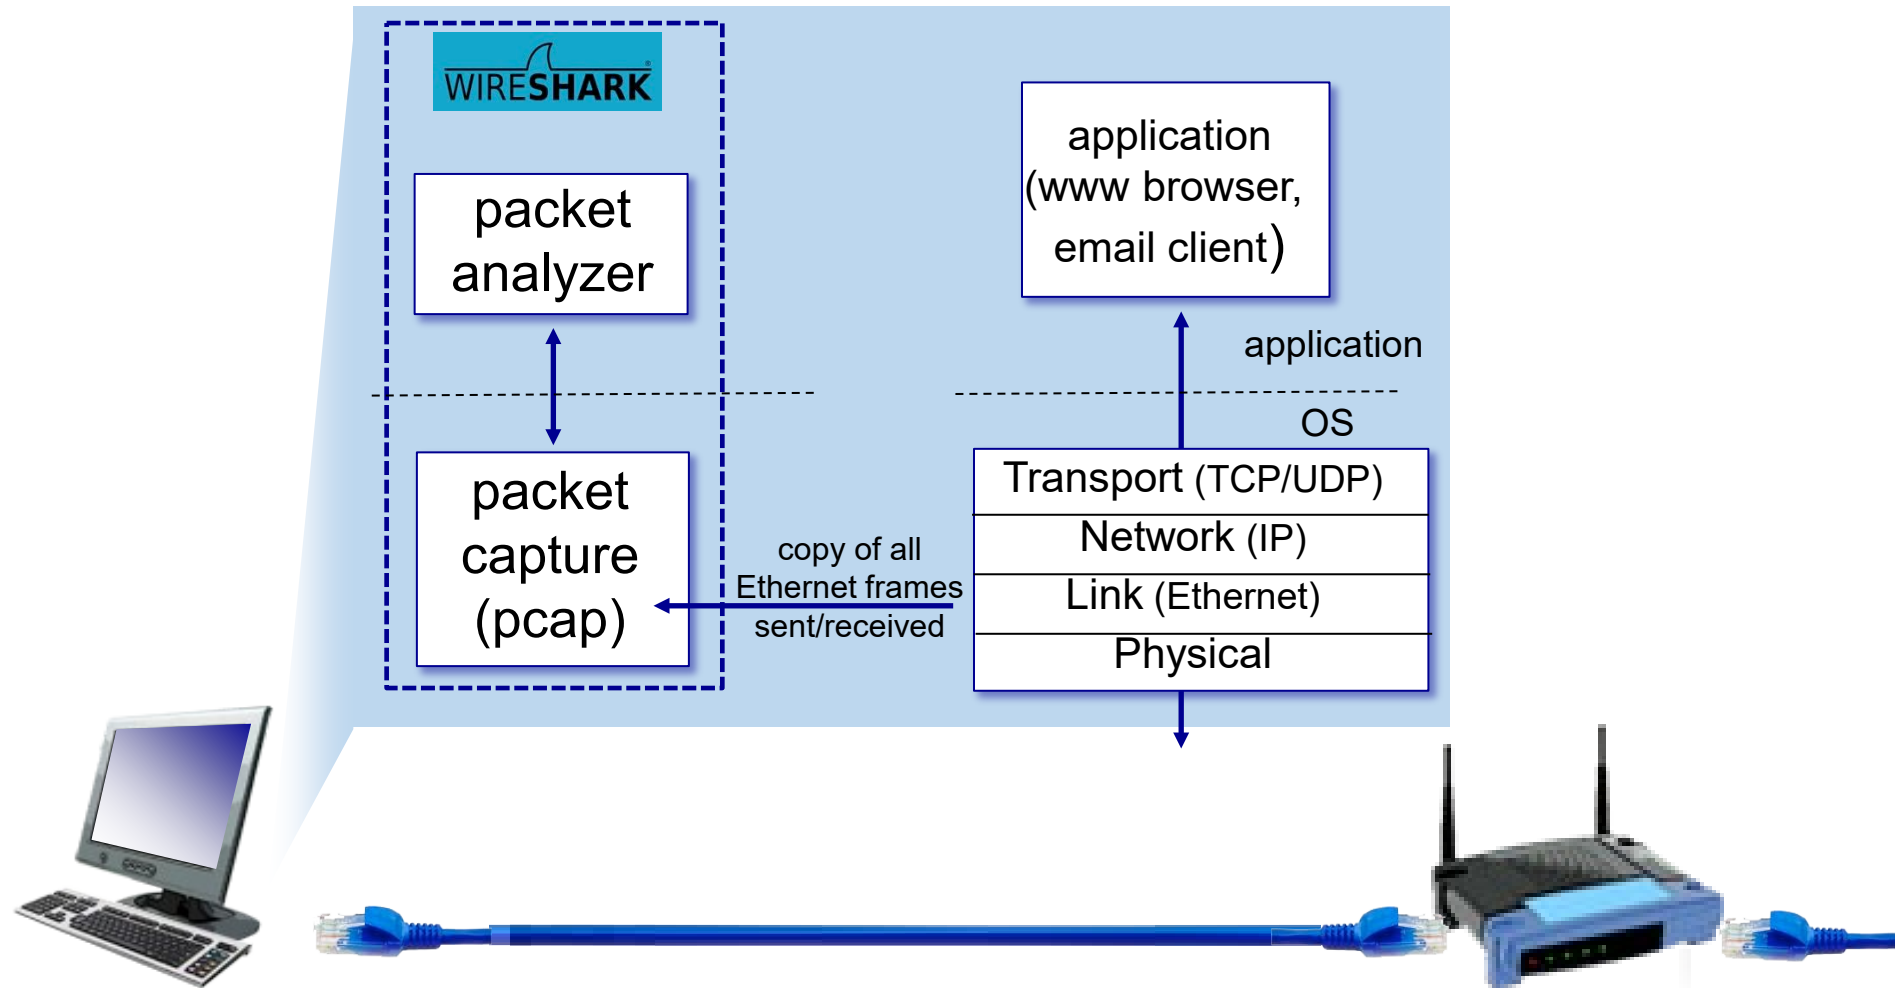 WIRESHARK
®
packet
analyzer
packet
capture
(pcap)
copy of all
Ethernet frames
sent/received
application
(www browser,
email client)
application
OS
Transport (TCP/UDP)
Network (IP)
Link (Ethernet)
Physical